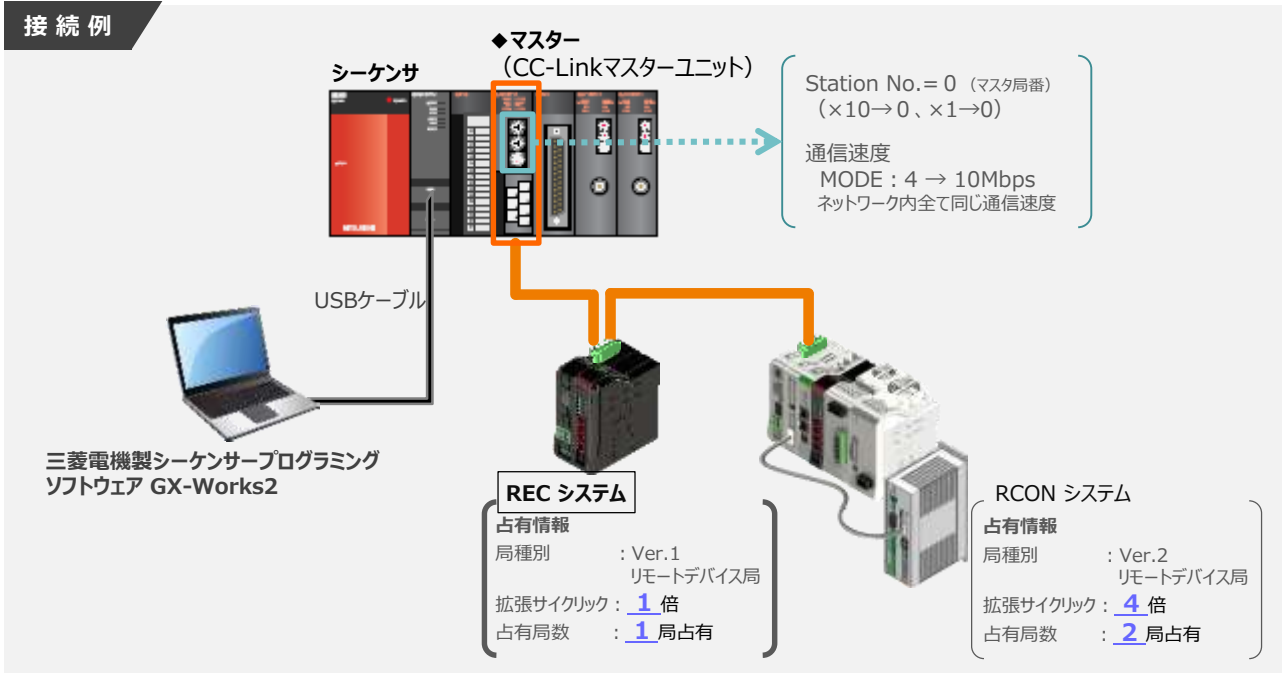 接続例
◆マスター
（CC-Linkマスターユニット）
シーケンサ
Station No.= 0 （マスタ局番）
（×10→０、×1→0）
通信速度
MODE：4 → 10Mbps
ネットワーク内全て同じ通信速度
USBケーブル
三菱電機製シーケンサープログラミング
ソフトウェア GX-Works2
REC システム
占有情報
局種別 ：Ver.1
リモートデバイス局
拡張サイクリック： 1 倍
占有局数 ： 1 局占有
RCON システム
占有情報
局種別 ：Ver.2
リモートデバイス局
拡張サイクリック： 4 倍
占有局数 ： 2 局占有